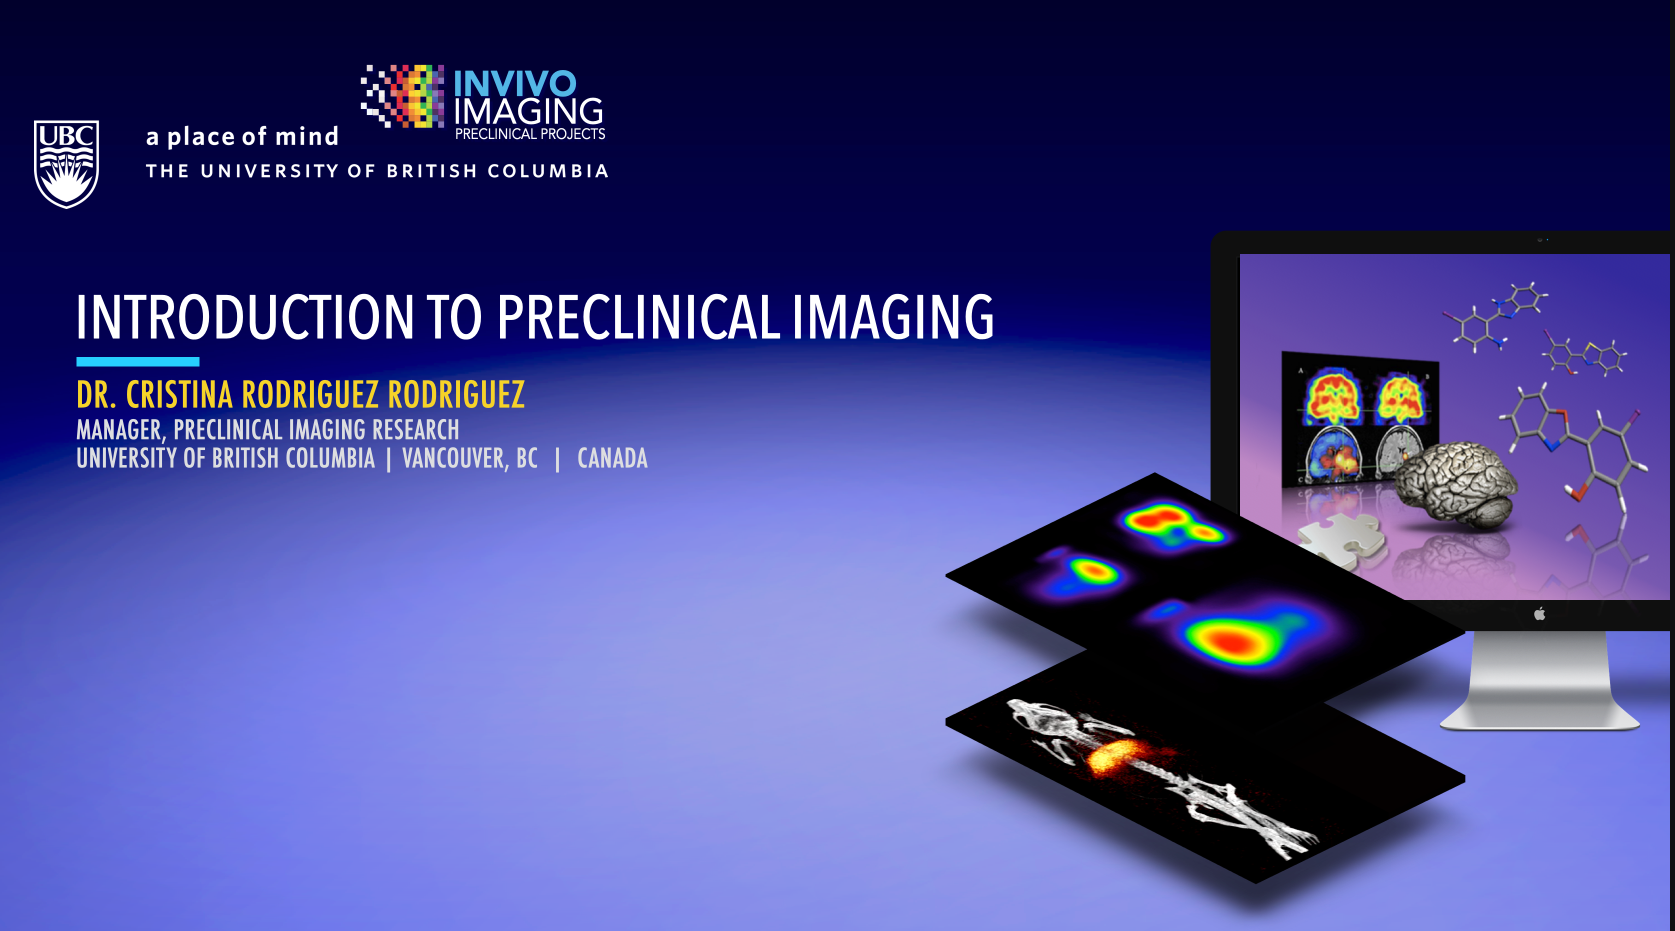 INVIVO
IMAGING
PRECLINICAL PROJECTS
UBC
a place of mind
THE UNIVERSITY OF BRITISH COLUMBIA
INTRODUCTION TO PRECLINICAL IMAGING
DR. CRISTINA RODRIGUEZ RODRIGUEZ
MANAGER, PRECLINICAL IMAGING RESEARCH
UNIVERSITY OF BRITISH COLUMBIA | VANCOUVER, BC | CANADA
A
B